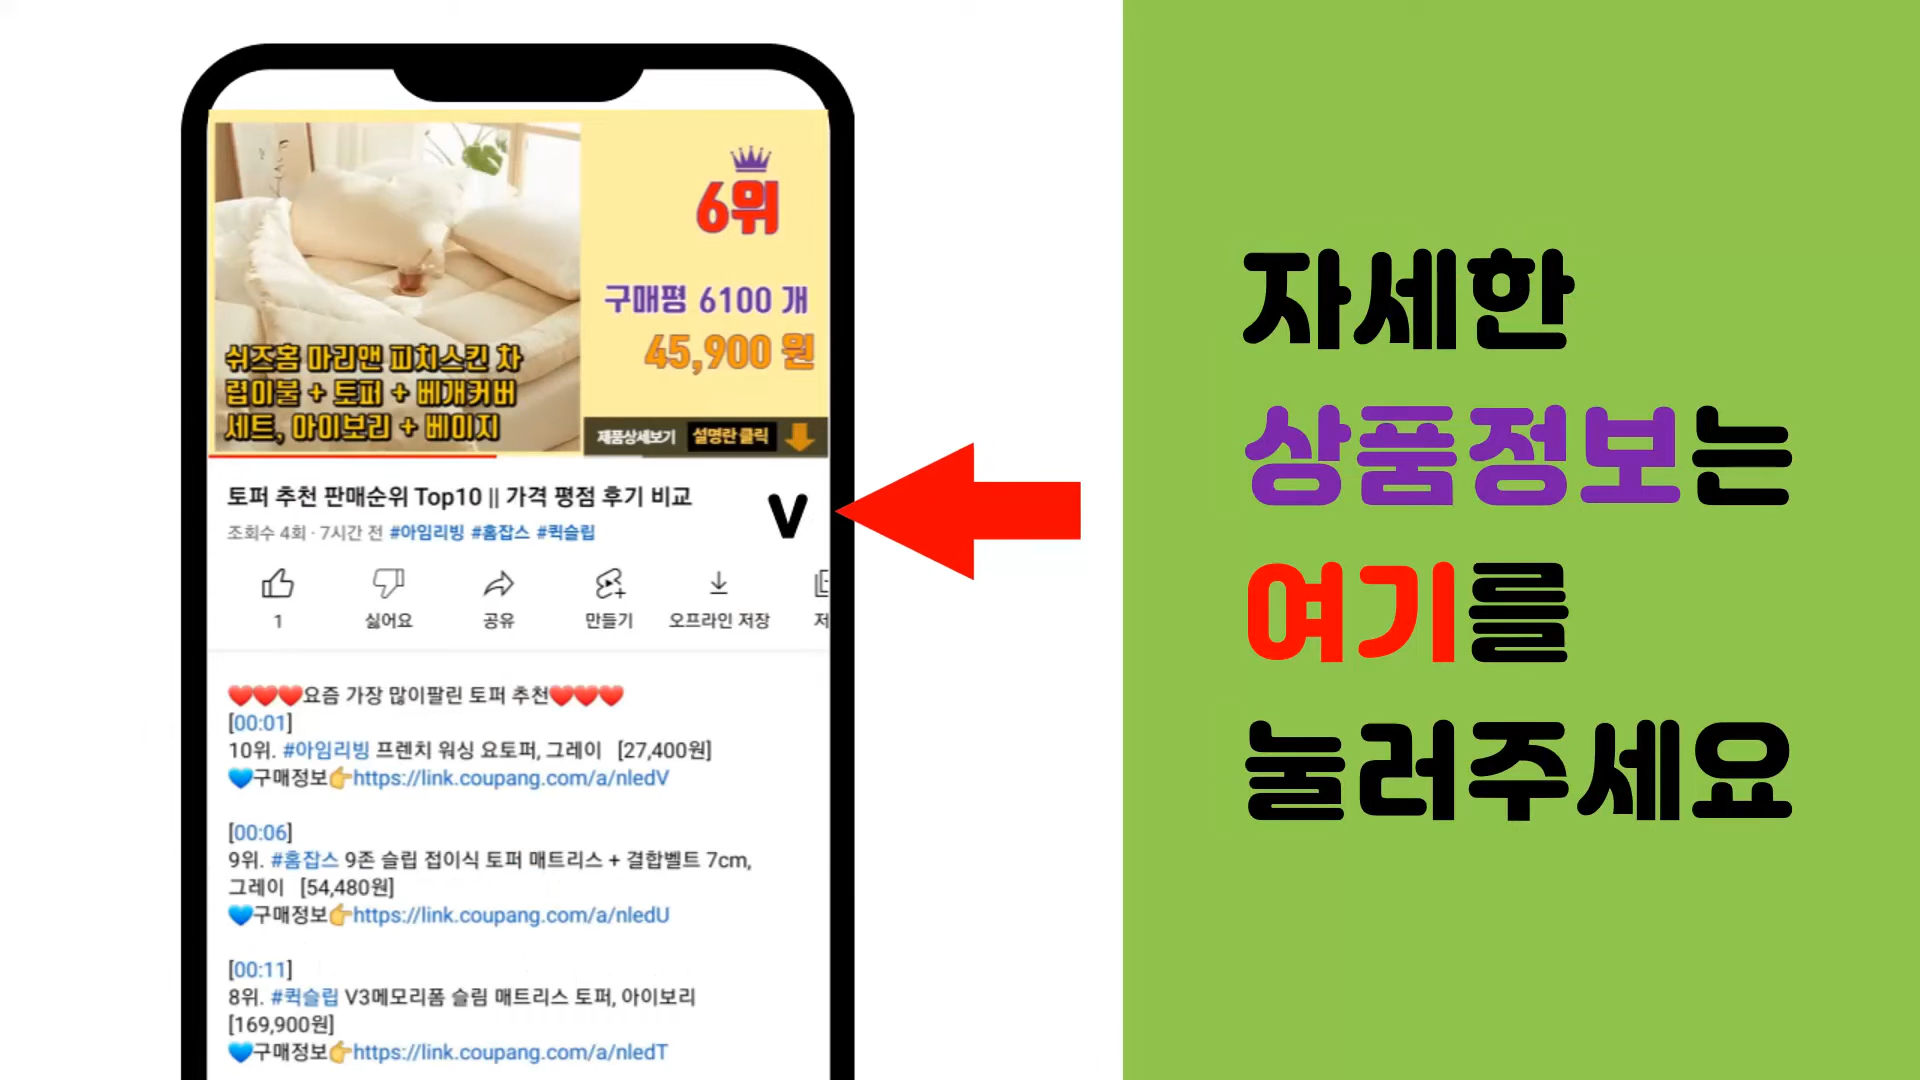 6위
구매평 6100 개
45,900 원
쉬즈홈 마리앤 피치스킨 차
렵이불 + 토퍼 + 베개커버
세트, 아이보리 + 베이지
제품상세보기 설명란 클릭
토퍼 추천 판매순위 Top10 || 가격 평점 후기 비교
V
조회수 4회 · 7시간 전 #아임리빙 #홈잡스 #퀵슬립
1 싫어요 공유 만들기 오프라인 저장 저
❤️❤️❤️요즘 가장 많이팔린 토퍼 추천❤️❤️❤️
[00:01]
10위. #아임리빙 프렌치 워싱 요토퍼, 그레이 [27,400원]
💙구매정보👉https://link.coupang.com/a/nledV
[00:06]
9위. #홈잡스 9존 슬립 접이식 토퍼 매트리스 + 결합벨트 7cm,
그레이 [54,480원]
💙구매정보👉https://link.coupang.com/a/nledU
[00:11]
8위. #퀵슬립 V3메모리폼 슬림 매트리스 토퍼, 아이보리
[169,900원]
💙구매정보👉https://link.coupang.com/a/nledT
자세한
상품정보는
여기를
눌러주세요